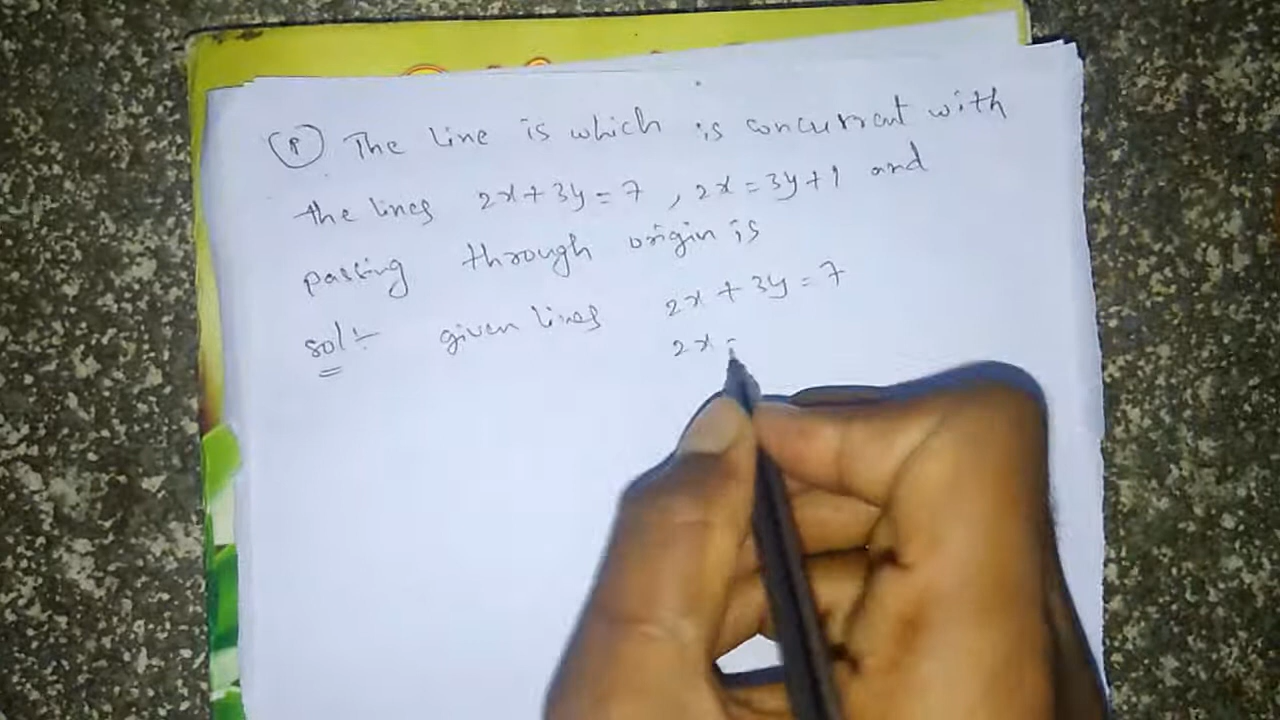 (P) The line is which is concurrent with
the lines 2x+3y=7, 2x=3y+1 and
passing through origin is
sol:- given lines 2x+3y=7
2x=